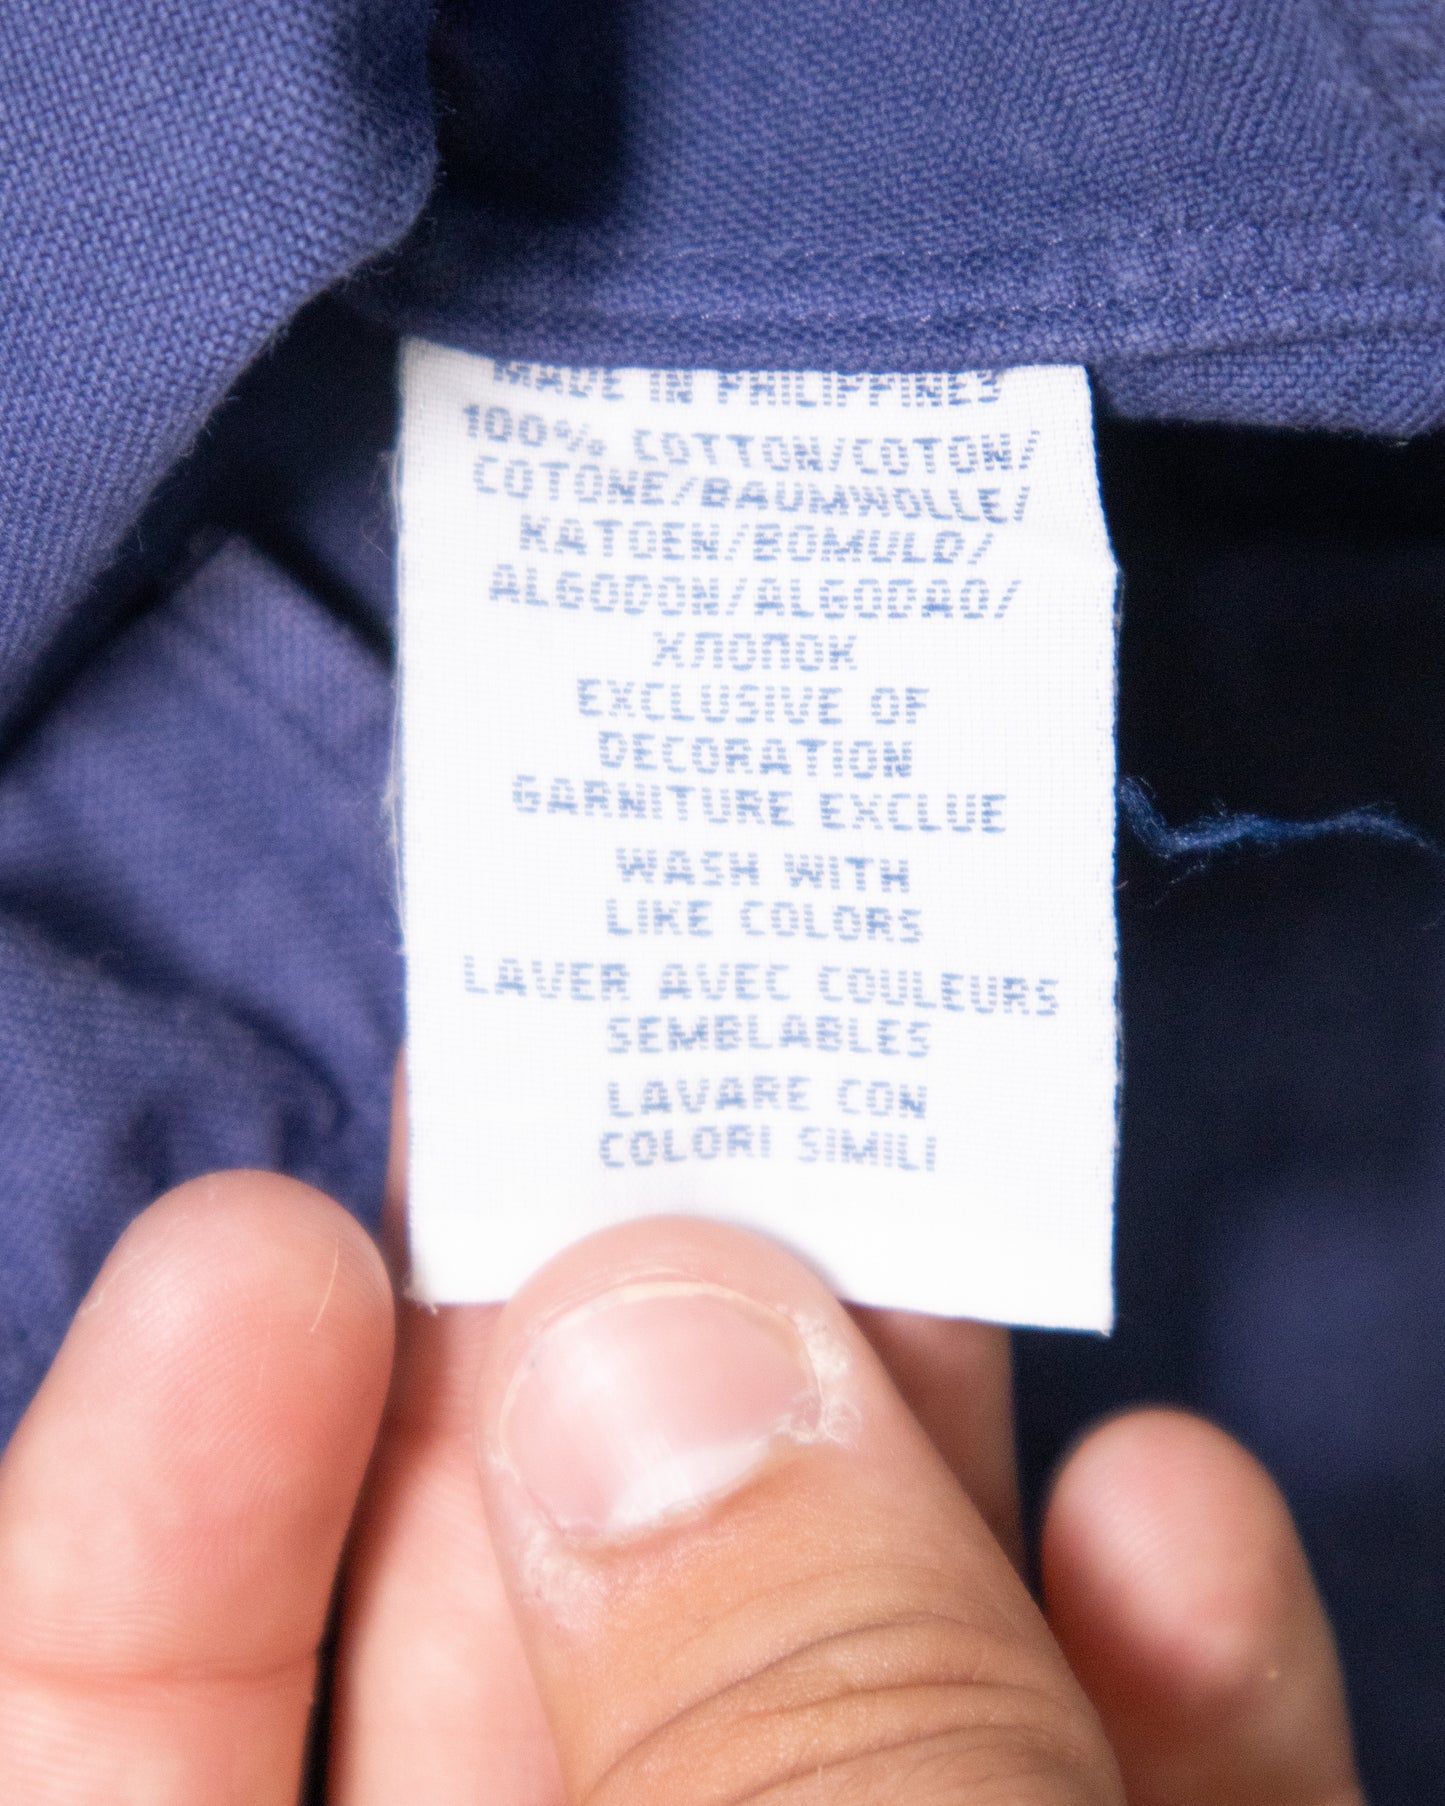 MADE IN PHILIPPINES
100% COTTON/COTON/
COTONE/BAUMWOLLE/
KATOEN/BOMULD/
ALGODON/ALGODAO/
ХЛОПОК
EXCLUSIVE OF
DECORATION
GARNITURE EXCLUE
WASH WITH
LIKE COLORS
LAVER AVEC COULEURS
SEMBLABLES
LAVARE CON
COLORI SIMILI